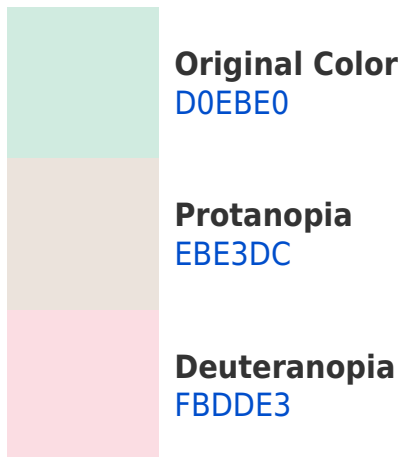 Original Color
D0EBE0
Protanopia
EBE3DC
Deuteranopia
FBDDE3